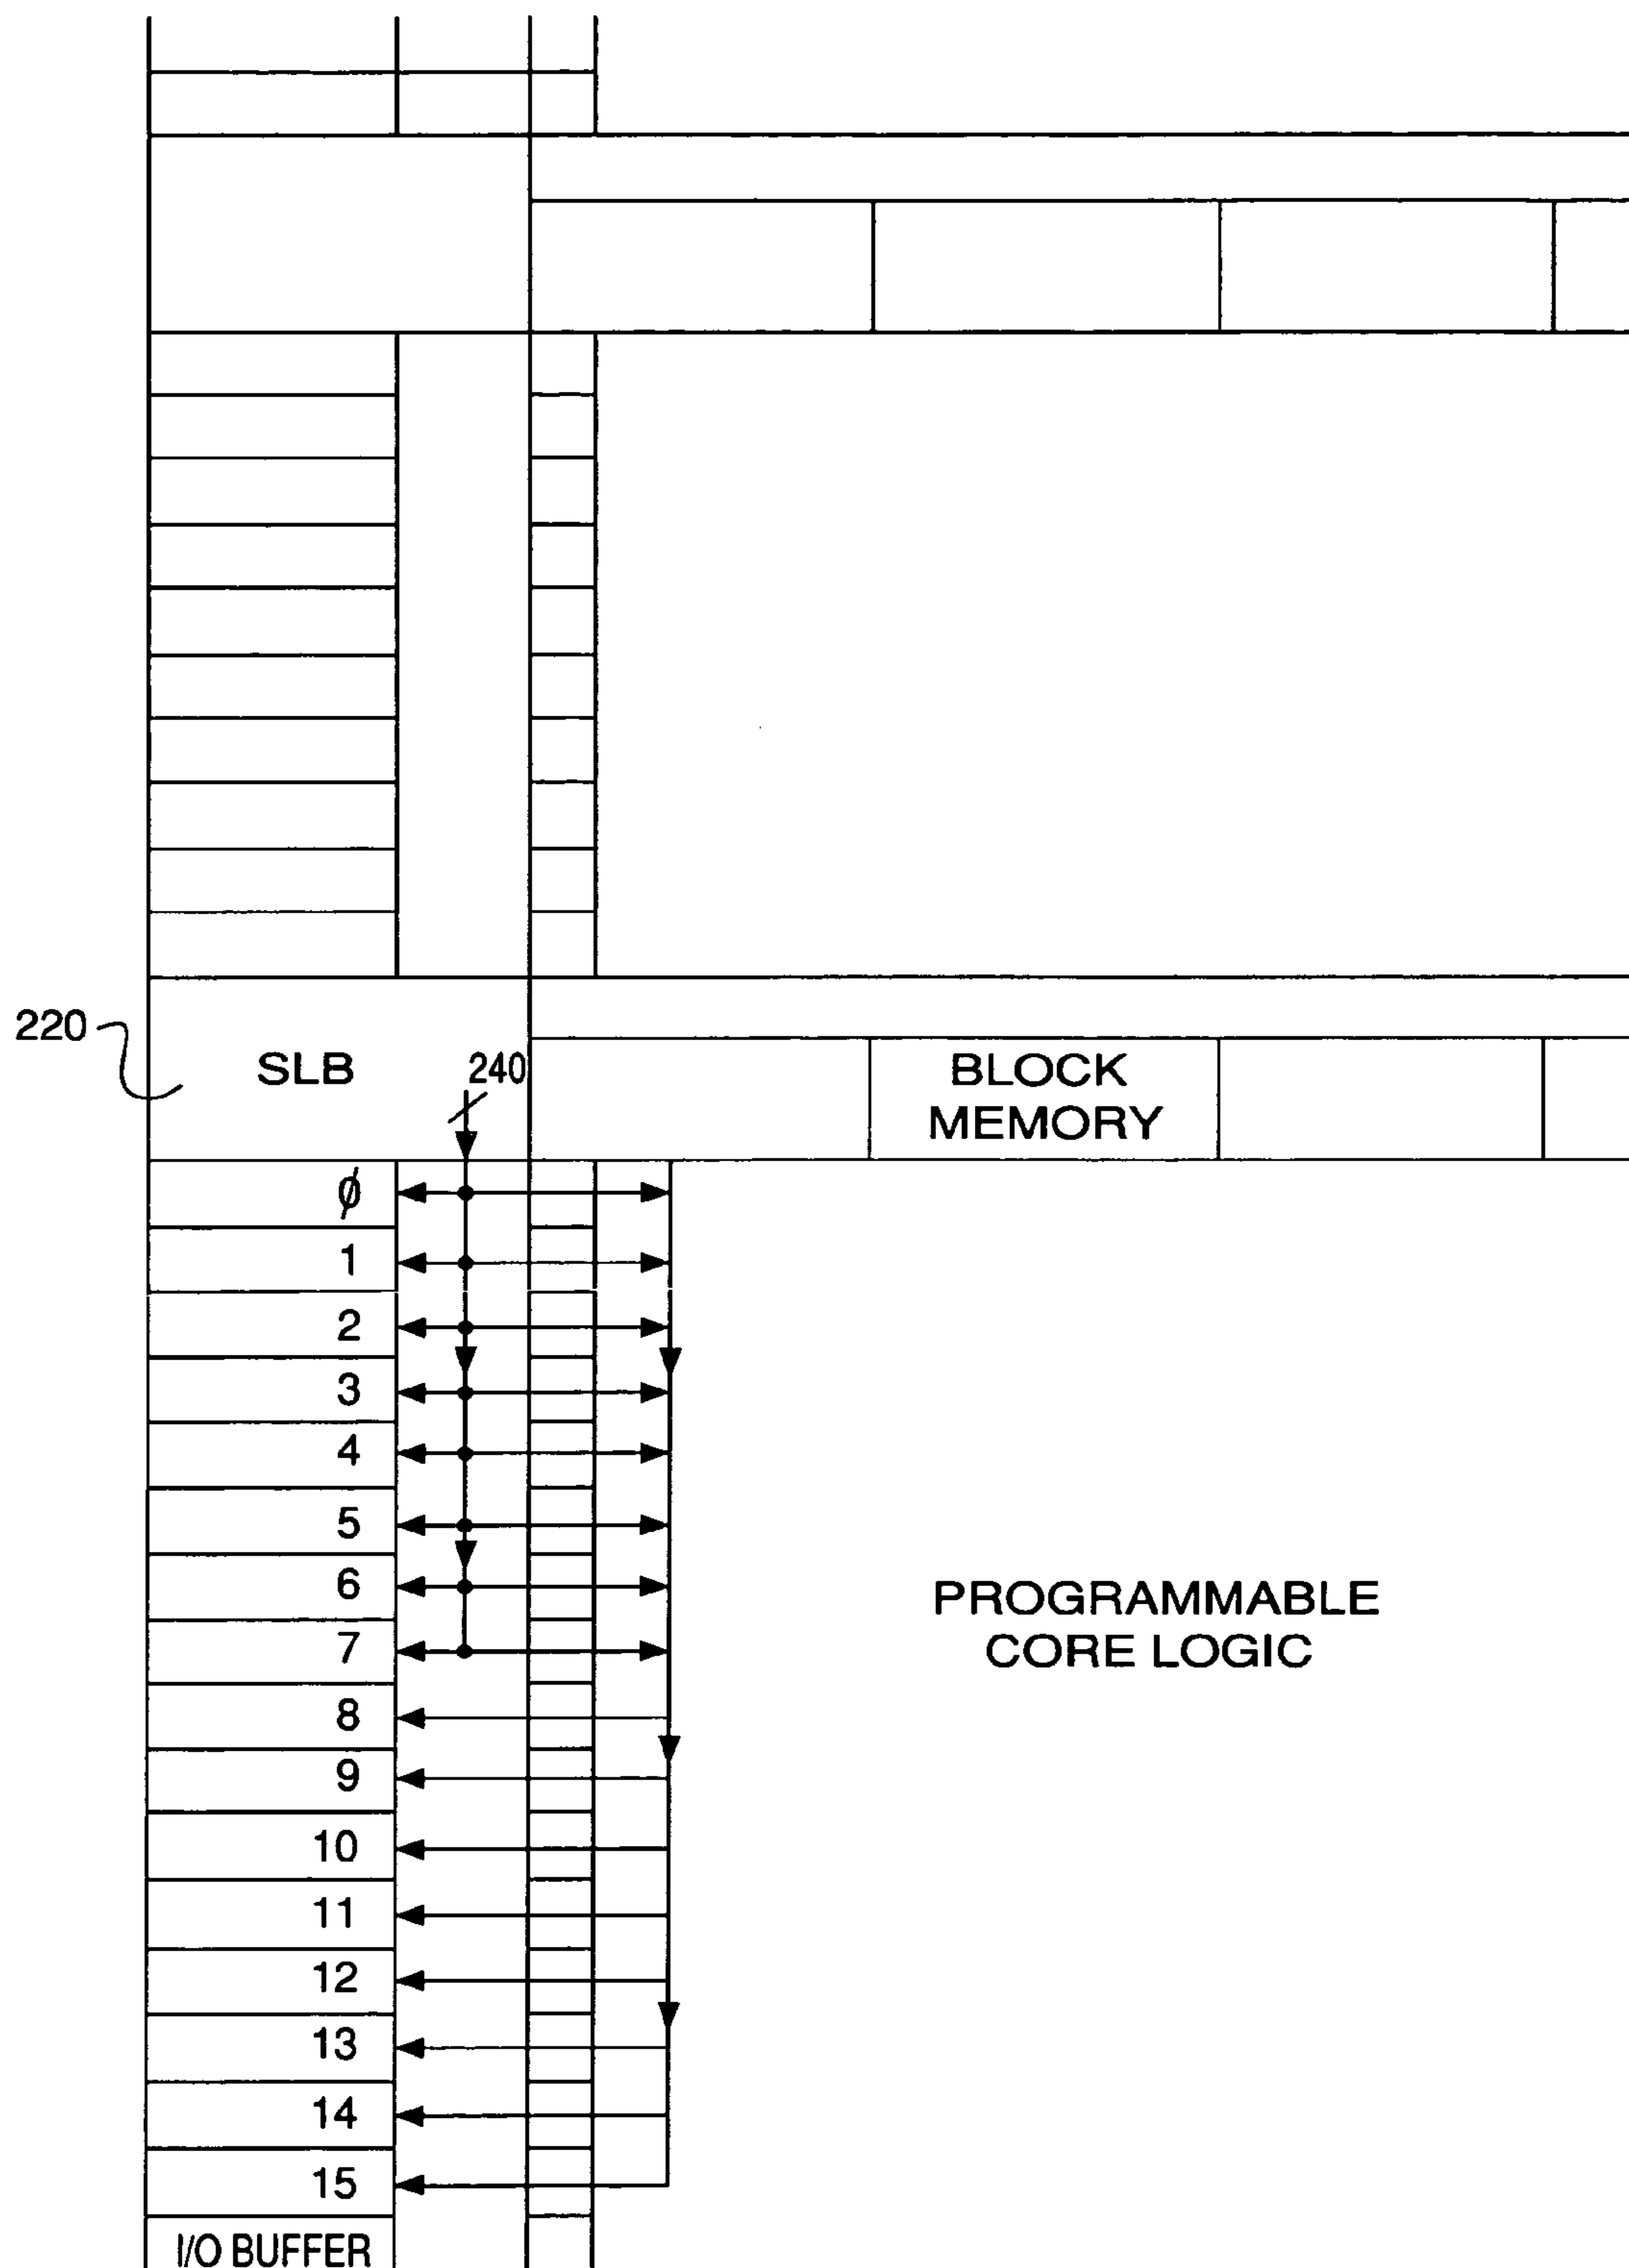 220
SLB
240
BLOCK
MEMORY
ϕ
1
2
3
4
5
6
7
8
9
10
11
12
13
14
15
PROGRAMMABLE
CORE LOGIC
I/O BUFFER